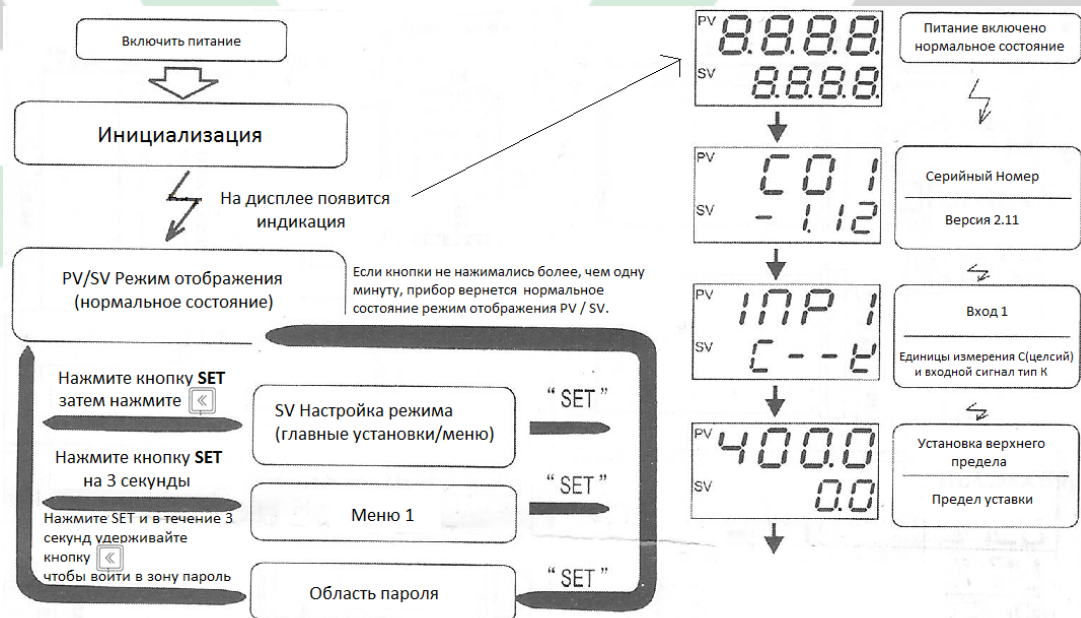 Включить питание
Инициализация
На дисплее появится
индикация
PV/SV Режим отображения
(нормальное состояние)
Если кнопки не нажимались более, чем одну
минуту, прибор вернется нормальное
состояние режим отображения PV / SV.
Нажмите кнопку SET
затем нажмите «
SV Настройка режима
(главные установки/меню)
“ SET ”
Нажмите кнопку SET
на 3 секунды
Меню 1
“ SET ”
Нажмите SET и в течение 3
секунд удерживайте
кнопку «
чтобы войти в зону пароль
Область пароля
“ SET ”
PV 8.8.8.8.
SV 8.8.8.8.
Питание включено
нормальное состояние
PV C01
SV - 1.12
Серийный Номер
Версия 2.11
PV INP1
SV C--K
Вход 1
Единицы измерения С(целсий)
и входной сигнал тип К
PV 400.0
SV 0.0
Установка верхнего
предела
Предел уставки